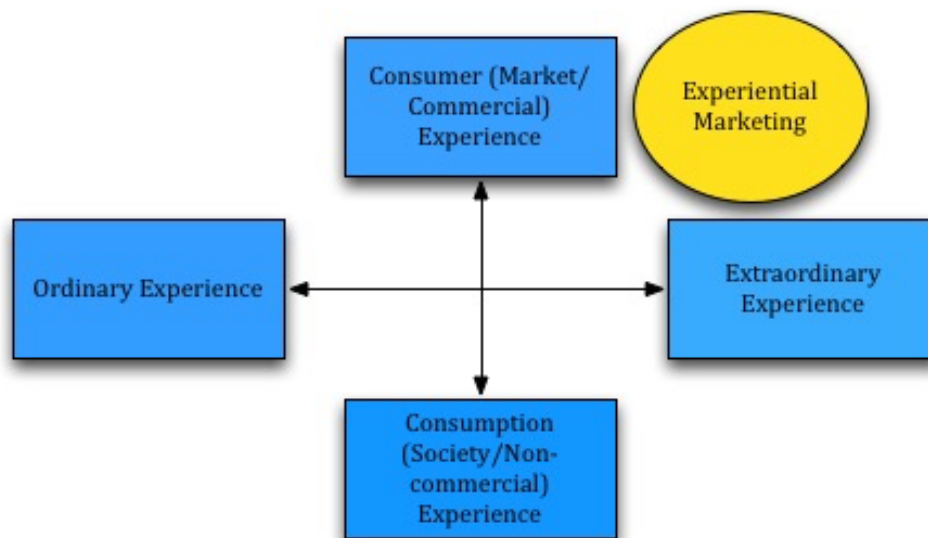 Consumer (Market/
Commercial)
Experience
Experiential
Marketing
Ordinary Experience
Extraordinary
Experience
Consumption
(Society/Non-
commercial)
Experience